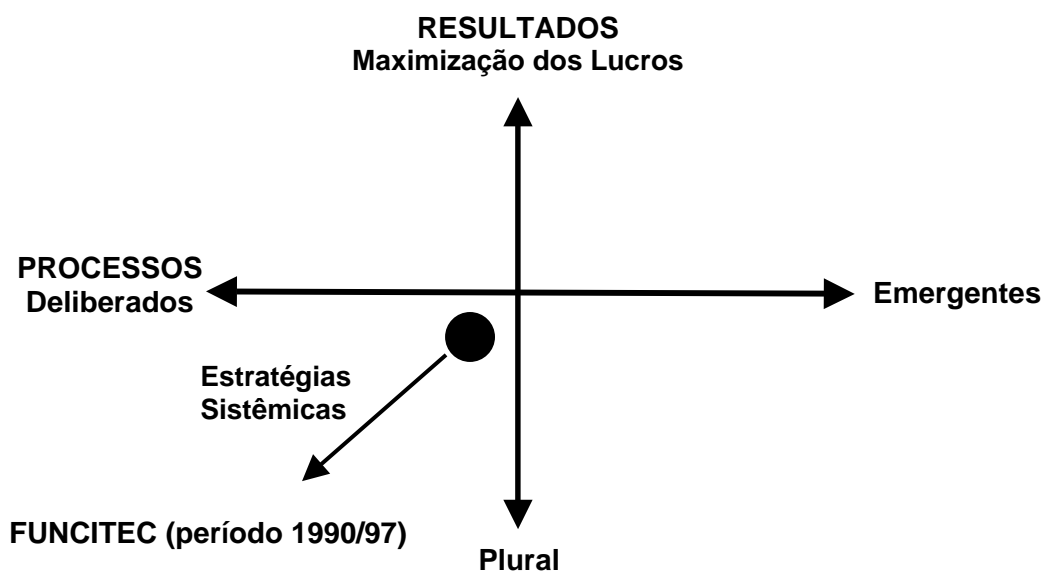 RESULTADOS
Maximização dos Lucros
PROCESSOS
Deliberados
Emergentes
Estratégias
Sistêmicas
FUNCITEC (período 1990/97)
Plural